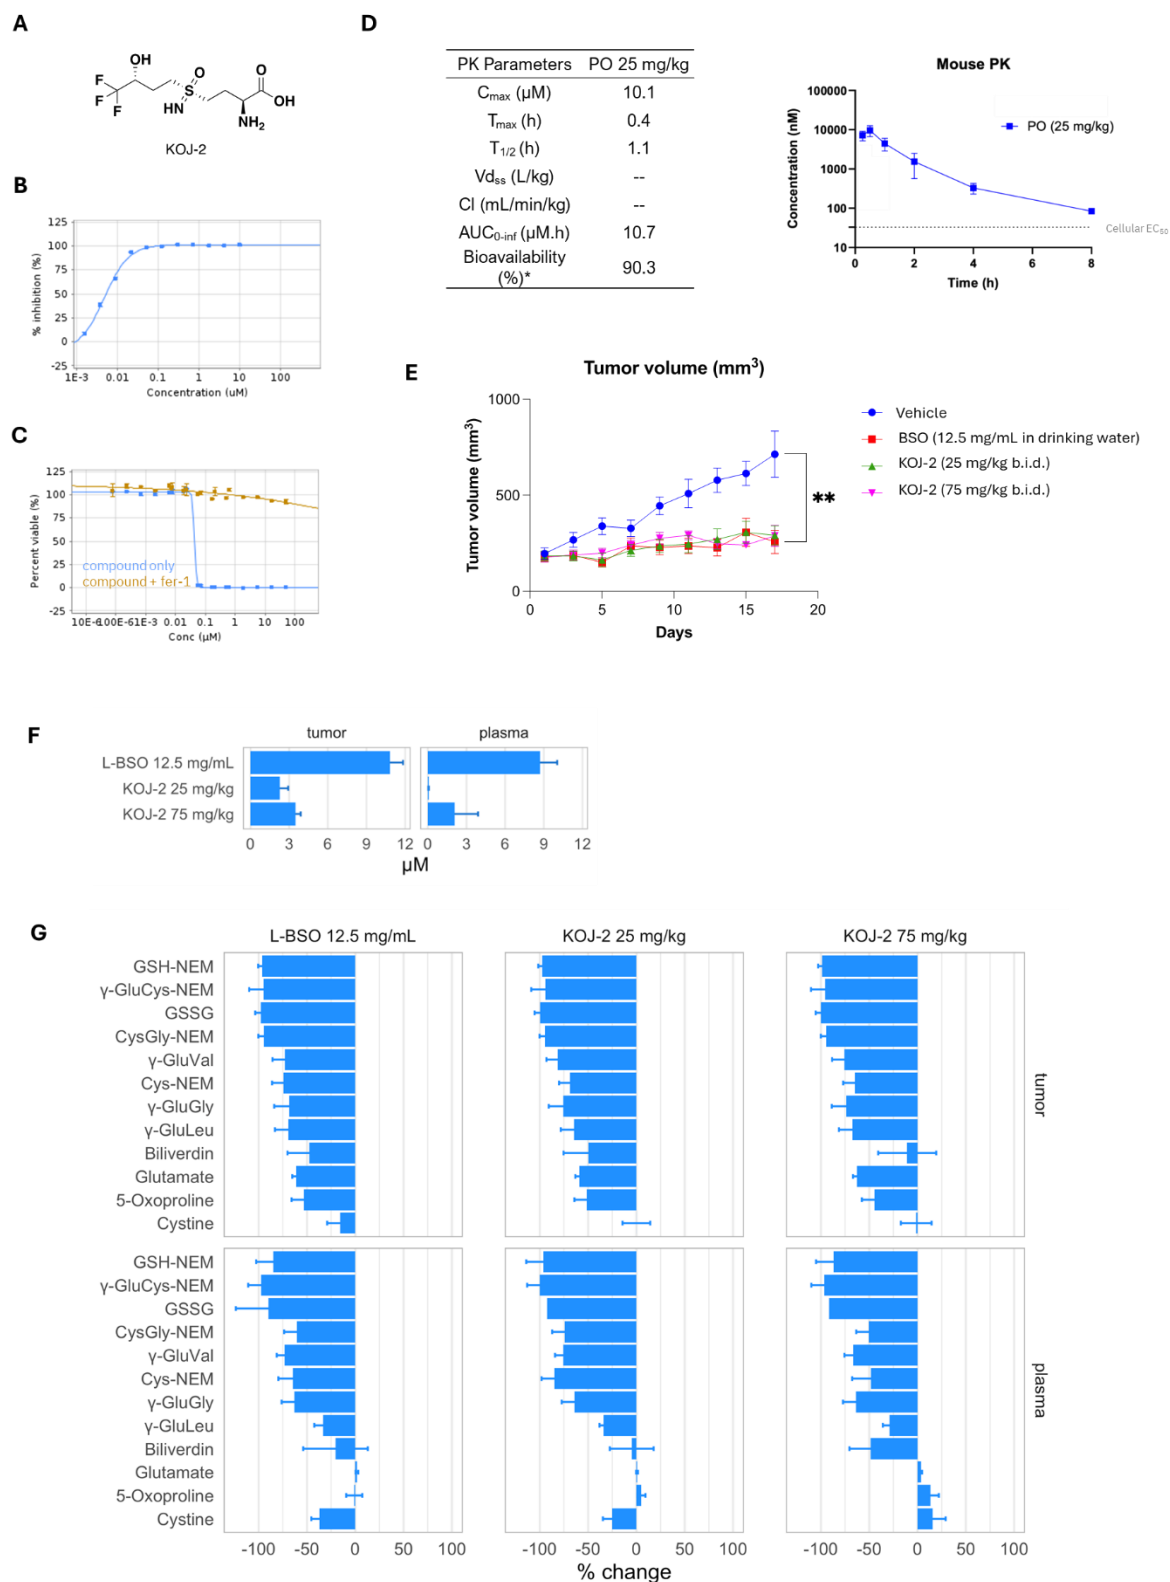 A
OH
O
O
F
F
F
S
HN
NH2
OH
KOJ-2
B
125
100
75
50
25
0
-25
% inhibition (%)
1E-3 0.01 0.1 1 10 100
Concentration (uM)
C
125
100
75
50
25
0
-25
Percent viable (%)
compound only
compound + fer-1
10E-6 100E-6 1E-3 0.01 0.1 1 10 100
Conc (µM)
D
PK Parameters PO 25 mg/kg
Cmax (µM) 10.1
Tmax (h) 0.4
T1/2 (h) 1.1
Vdss (L/kg) --
Cl (mL/min/kg) --
AUC0-inf (µM.h) 10.7
Bioavailability
(%)* 90.3
Mouse PK
100000
10000
1000
100
10
Concentration (nM)
PO (25 mg/kg)
Cellular EC50
0 2 4 6 8
Time (h)
E
Tumor volume (mm3)
1000
500
0
Tumor volume (mm3)
**
0 5 10 15 20
Days
Vehicle
BSO (12.5 mg/mL in drinking water)
KOJ-2 (25 mg/kg b.i.d.)
KOJ-2 (75 mg/kg b.i.d.)
F
tumor plasma
L-BSO 12.5 mg/mL
KOJ-2 25 mg/kg
KOJ-2 75 mg/kg
0 3 6 9 12 0 3 6 9 12
µM
G
L-BSO 12.5 mg/mL KOJ-2 25 mg/kg KOJ-2 75 mg/kg
GSH-NEM
γ-GluCys-NEM
GSSG
CysGly-NEM
γ-GluVal
Cys-NEM
γ-GluGly
γ-GluLeu
Biliverdin
Glutamate
5-Oxoproline
Cystine
tumor
GSH-NEM
γ-GluCys-NEM
GSSG
CysGly-NEM
γ-GluVal
Cys-NEM
γ-GluGly
γ-GluLeu
Biliverdin
Glutamate
5-Oxoproline
Cystine
plasma
-100 -50 0 50 100 -100 -50 0 50 100 -100 -50 0 50 100
% change